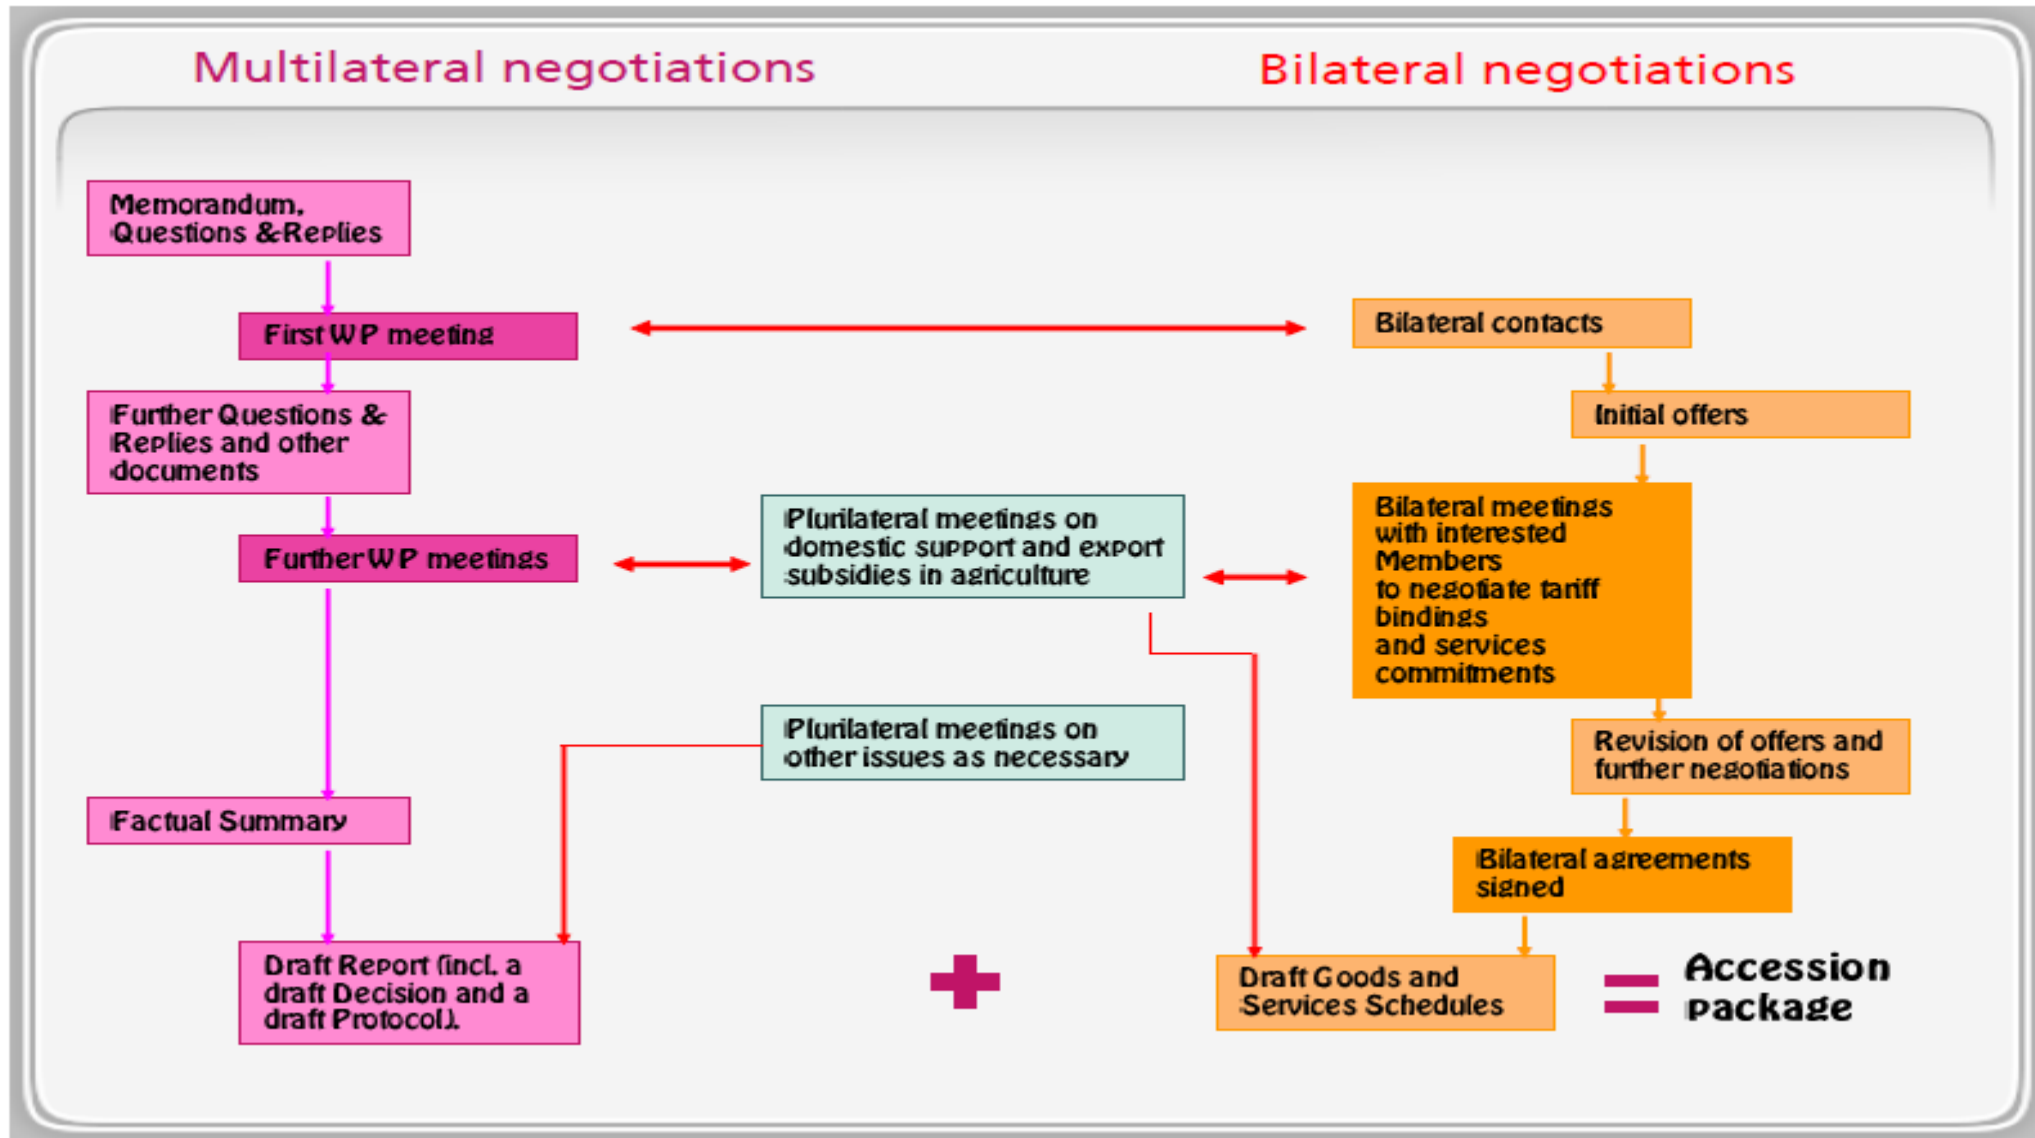 Multilateral negotiations
Bilateral negotiations
Memorandum,
Questions & Replies
First WP meeting
Further Questions &
Replies and other
documents
Further WP meetings
Factual Summary
Draft Report (incl. a
draft Decision and a
draft Protocol).
Plurilateral meetings on
domestic support and export
subsidies in agriculture
Plurilateral meetings on
other issues as necessary
+
Bilateral contacts
Initial offers
Bilateral meetings
with interested
Members
to negotiate tariff
bindings
and services
commitments
Revision of offers and
further negotiations
Bilateral agreements
signed
Draft Goods and
Services Schedules
=
Accession
package